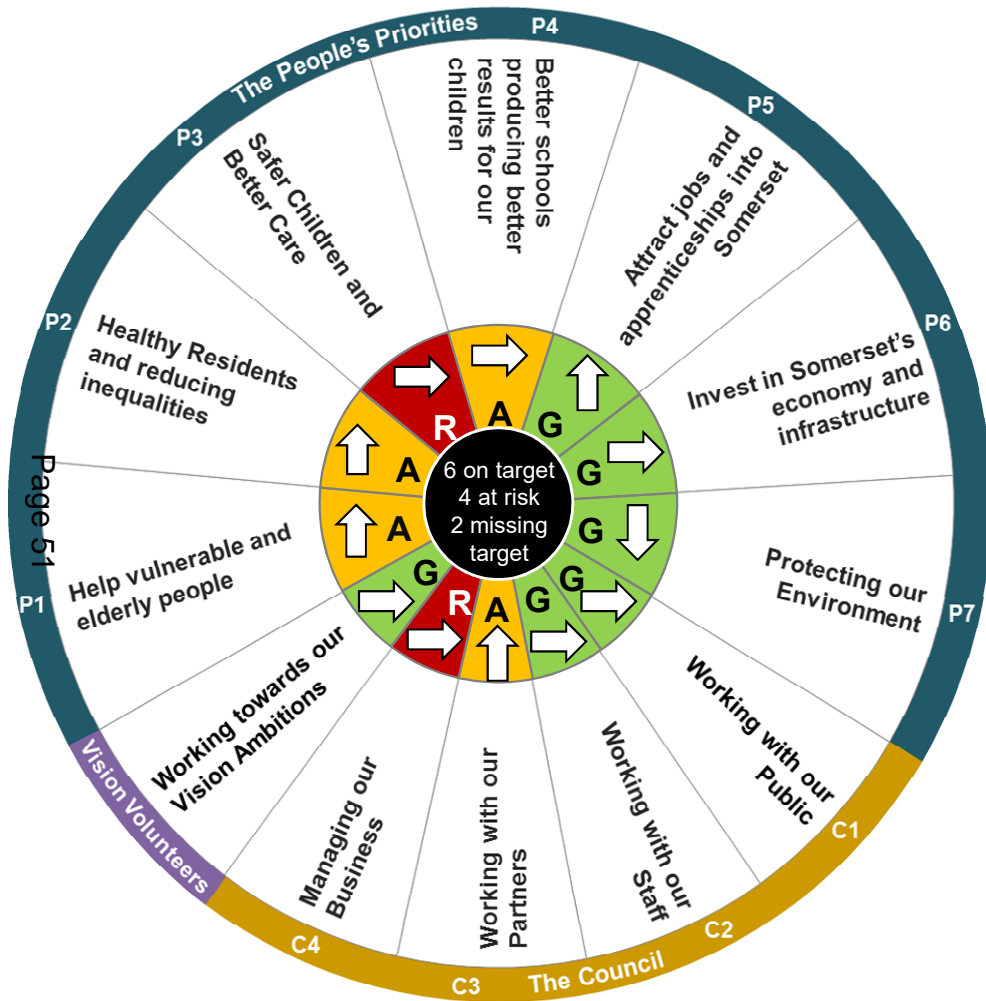 The People's Priorities
P1
Help vulnerable and
elderly people
A
P2
Healthy Residents
and reducing
inequalities
A
P3
Safer Children and
Better Care
R
P4
Better schools
producing better
results for our
children
A
P5
Attract jobs and
apprenticeships into
Somerset
G
P6
Invest in Somerset's
economy and
infrastructure
G
P7
Protecting our
Environment
G
The Council
C1
Working with our
Public
G
C2
Working with our
Staff
G
C3
Working with our
Partners
A
C4
Managing our
Business
R
Vision Volunteers
Working towards our
Vision Ambitions
G
6 on target
4 at risk
2 missing
target
Page 51